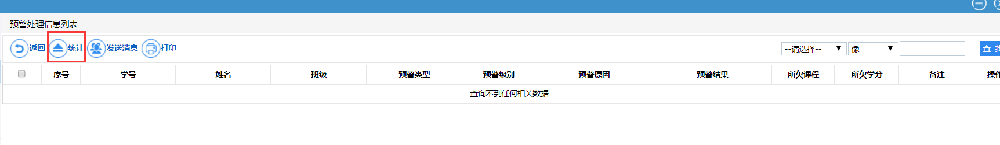 预警处理信息列表
返回 统计 发送消息 打印 --请选择-- 像 查
序号 学号 姓名 班级 预警类型 预警级别 预警原因 预警结果 所欠课程 所欠学分 备注 操作
查询不到任何相关数据